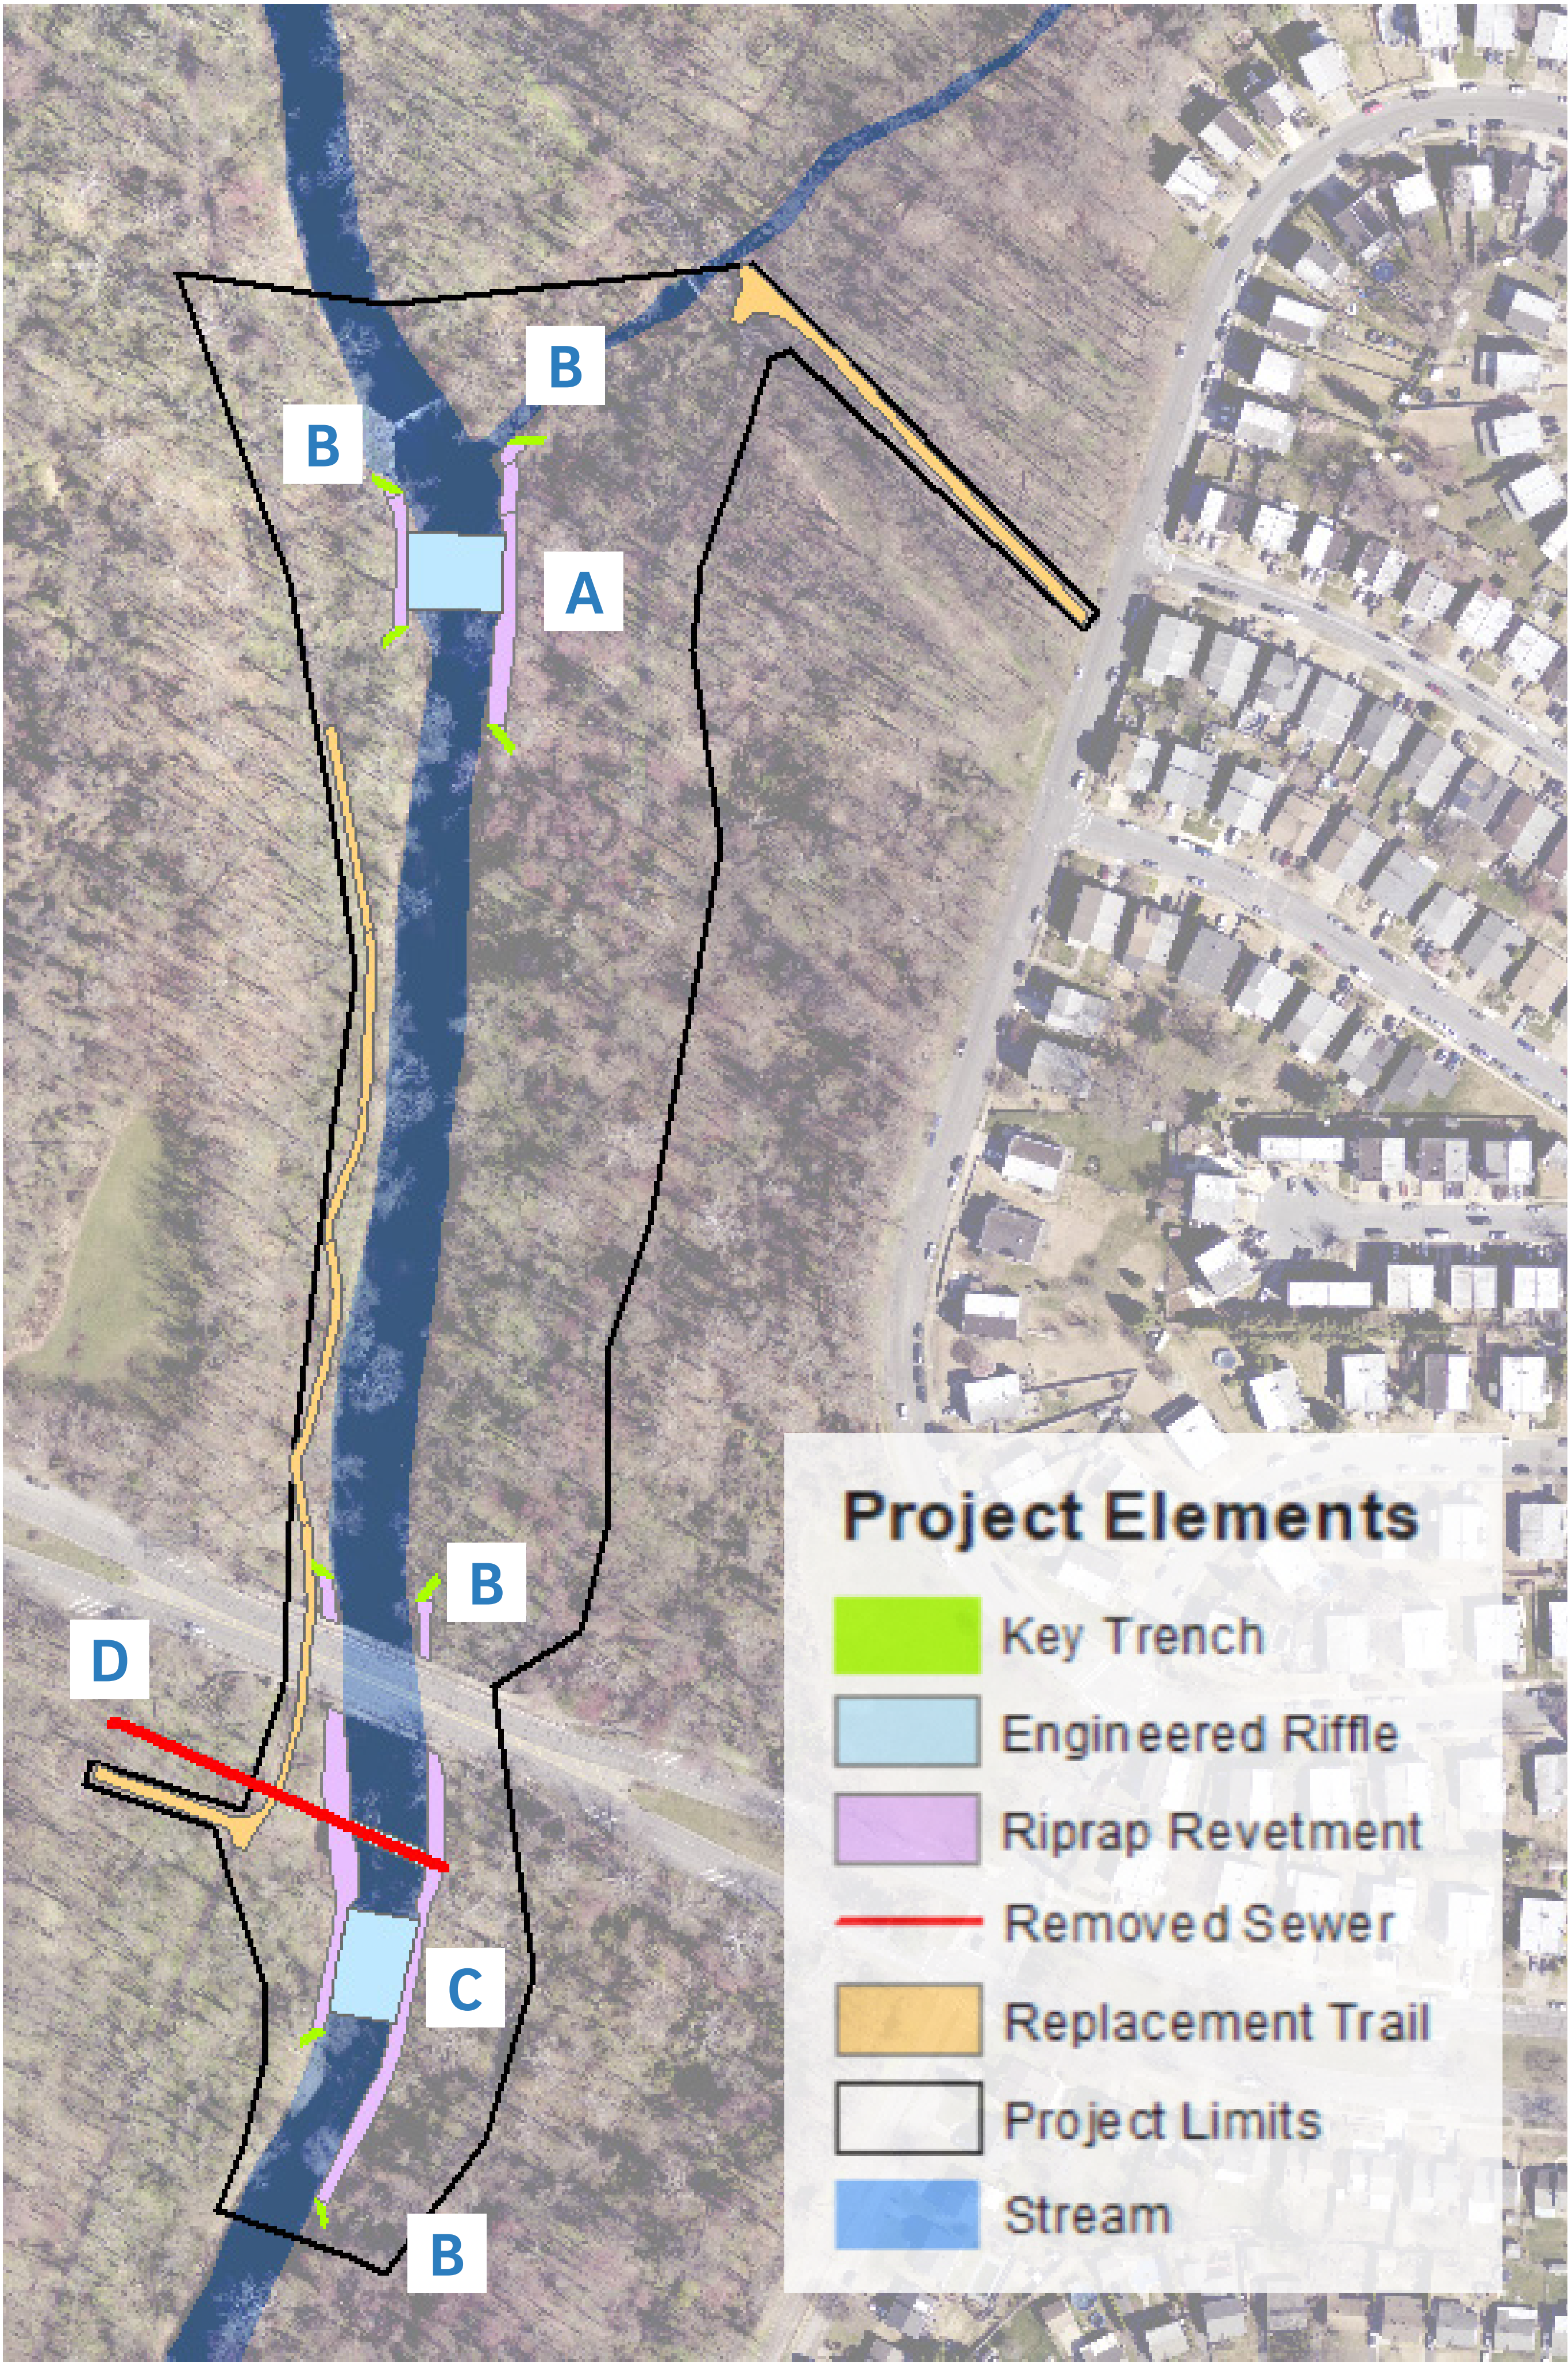 B
B
A
B
D
C
B
Project Elements
Key Trench
Engineered Riffle
Riprap Revetment
Removed Sewer
Replacement Trail
Project Limits
Stream